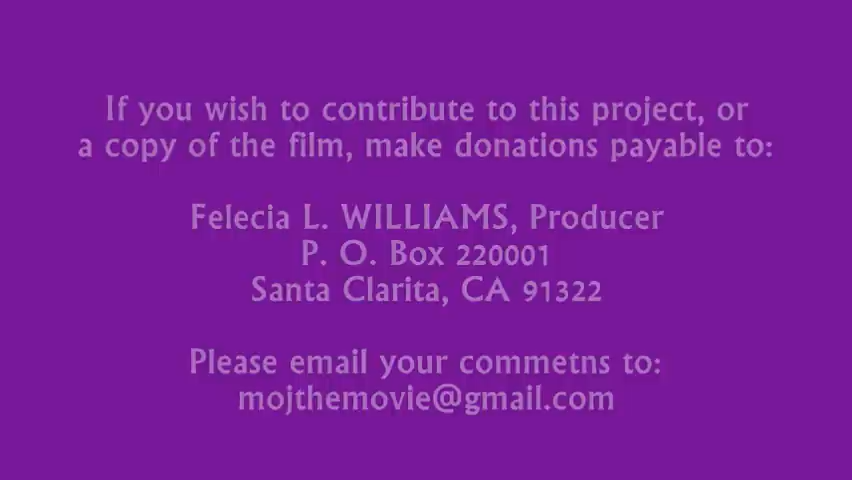 If you wish to contribute to this project, or
a copy of the film, make donations payable to:
Felecia L. WILLIAMS, Producer
P. O. Box 220001
Santa Clarita, CA 91322
Please email your commetns to:
mojthemovie@gmail.com